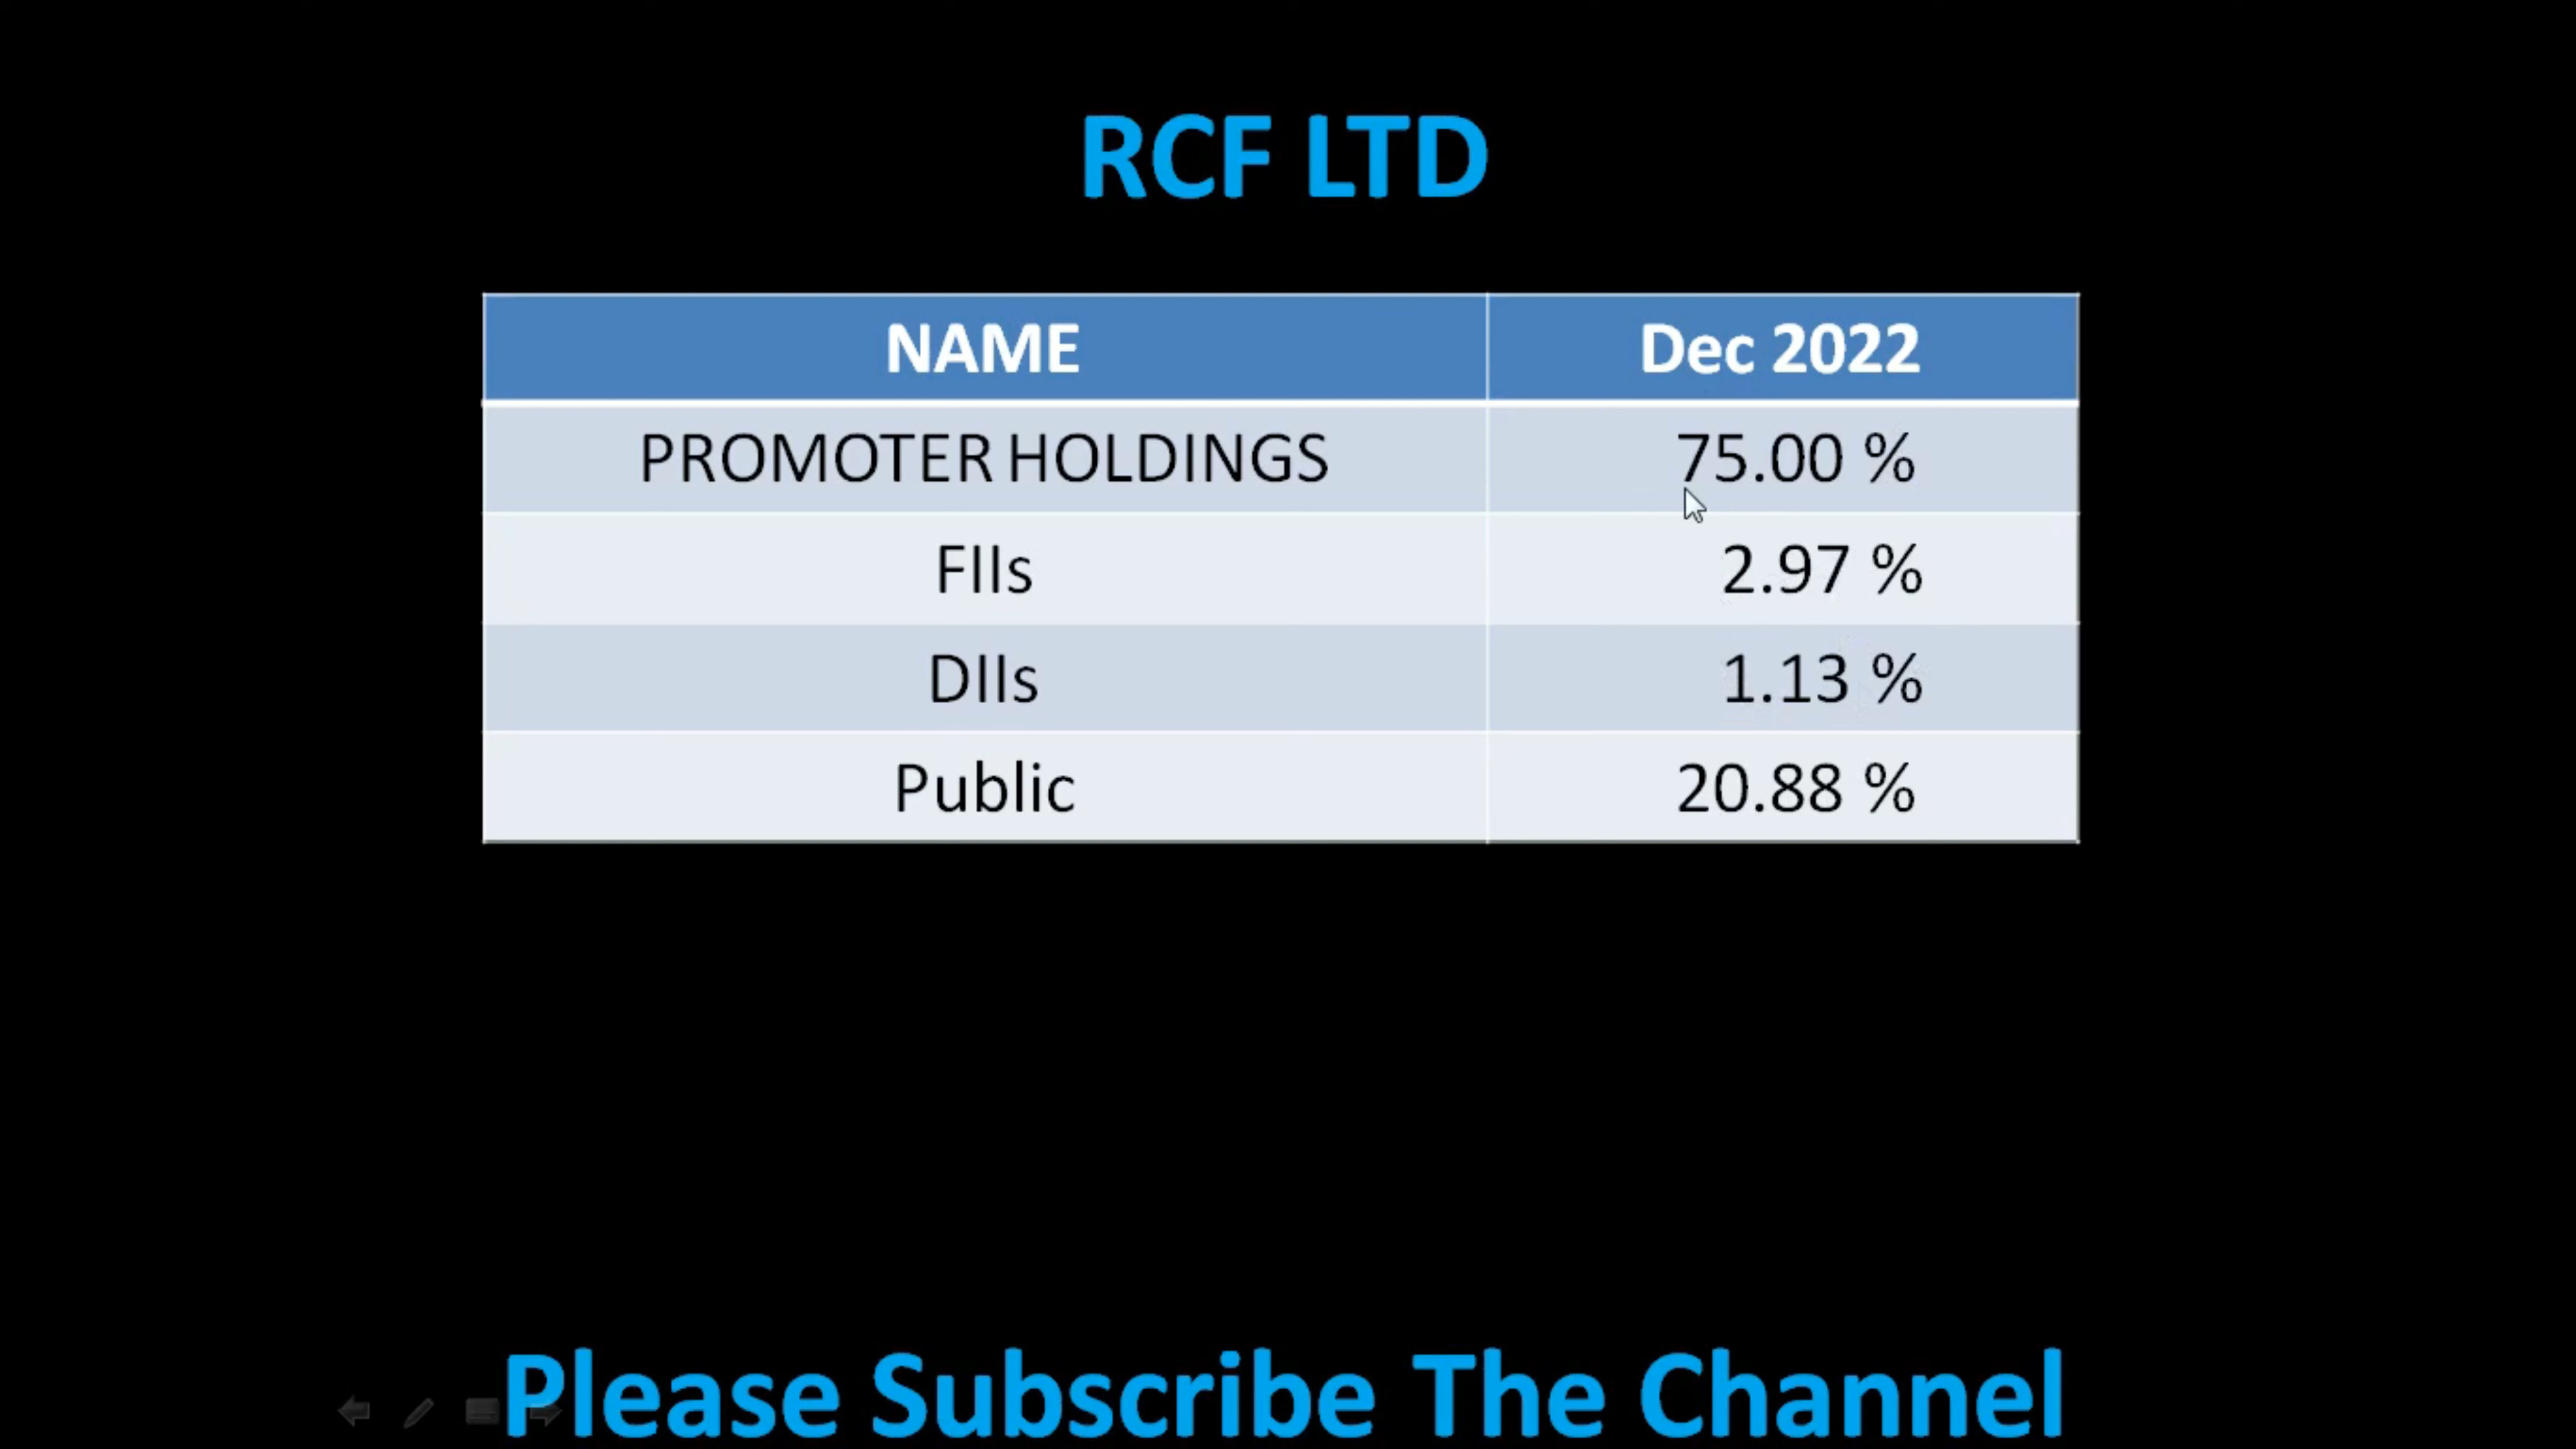 RCF LTD
NAME Dec 2022
PROMOTER HOLDINGS 75.00 %
FIIs 2.97 %
DIIs 1.13 %
Public 20.88 %
Please Subscribe The Channel